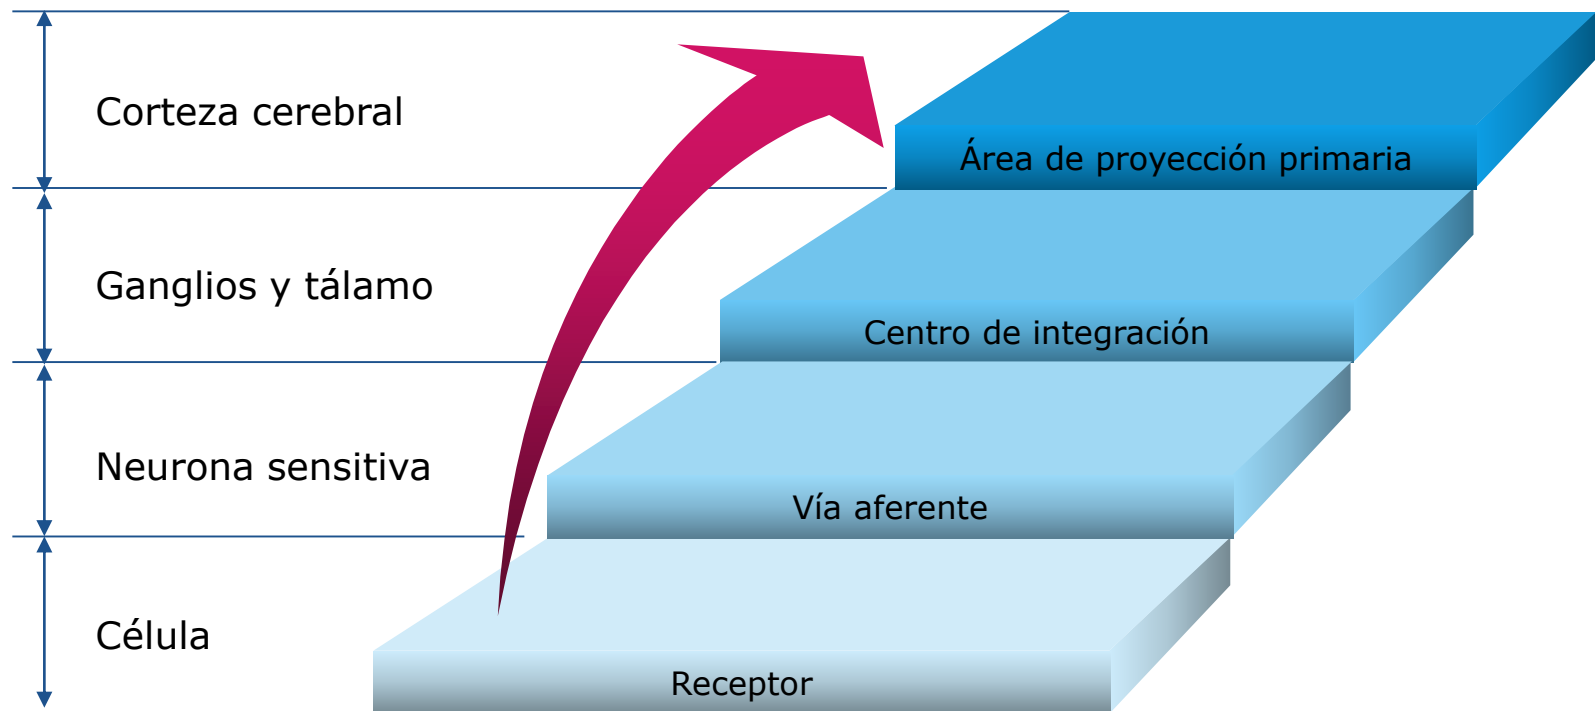 Corteza cerebral
Área de proyección primaria
Ganglios y tálamo
Centro de integración
Neurona sensitiva
Vía aferente
Célula
Receptor